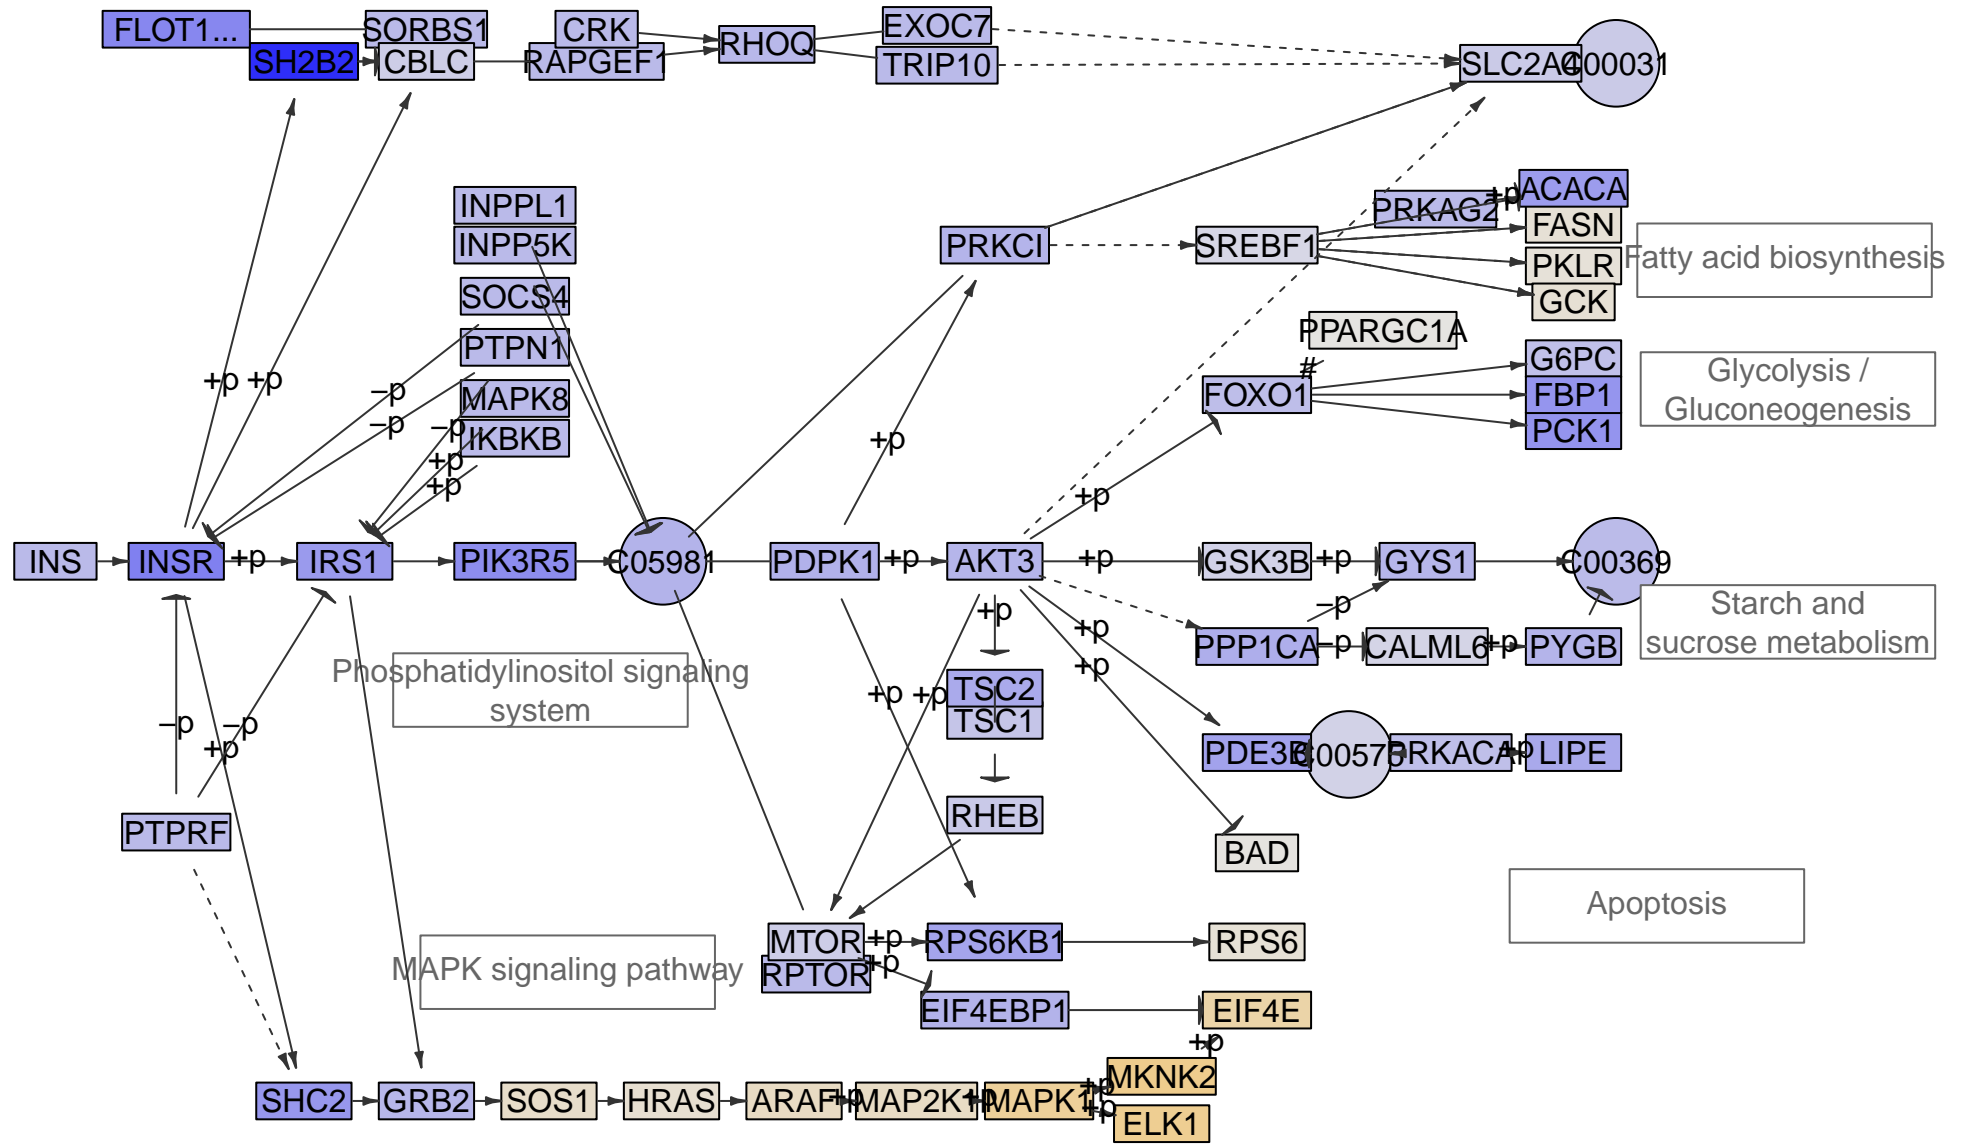 FLOT1...
SORBS1
CRK
EXOC7
SH2B2
CBLC
RAPGEF1
RHOQ
TRIP10
SLC2A4
C00031
INPPL1
INPP5K
PRKCI
SREBF1
PRKAG2
+p
ACACA
FASN
PKLR
GCK
Fatty acid biosynthesis
SOCS4
PTPN1
MAPK8
IKBKB
PPARGC1A
#
FOXO1
G6PC
FBP1
PCK1
Glycolysis /
Gluconeogenesis
+p
+p
−p
−p
−p
+p
+p
+p
+p
INS
INSR
+p
IRS1
PIK3R5
C05981
PDPK1
+p
AKT3
+p
GSK3B
+p
GYS1
C00369
+p
−p
+p
PPP1CA
−p
CALML6
+p
PYGB
Starch and
sucrose metabolism
Phosphatidylinositol signaling
system
+p
TSC2
TSC1
+p
+p
−p
−p
+p
PDE3B
C00575
PRKACA
+p
LIPE
PTPRF
RHEB
BAD
Apoptosis
MTOR
+p
RPS6KB1
RPS6
MAPK signaling pathway
RPTOR
+p
EIF4EBP1
EIF4E
+p
SHC2
GRB2
SOS1
HRAS
ARAF
+p
MAP2K1
+p
MAPK1
+p
MKNK2
+p
ELK1